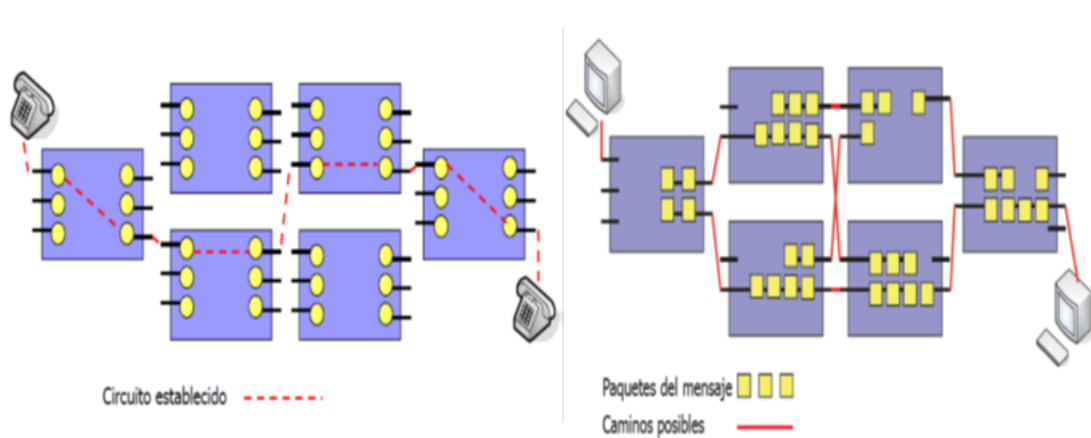 Circuito establecido
Paquetes del mensaje
Caminos posibles